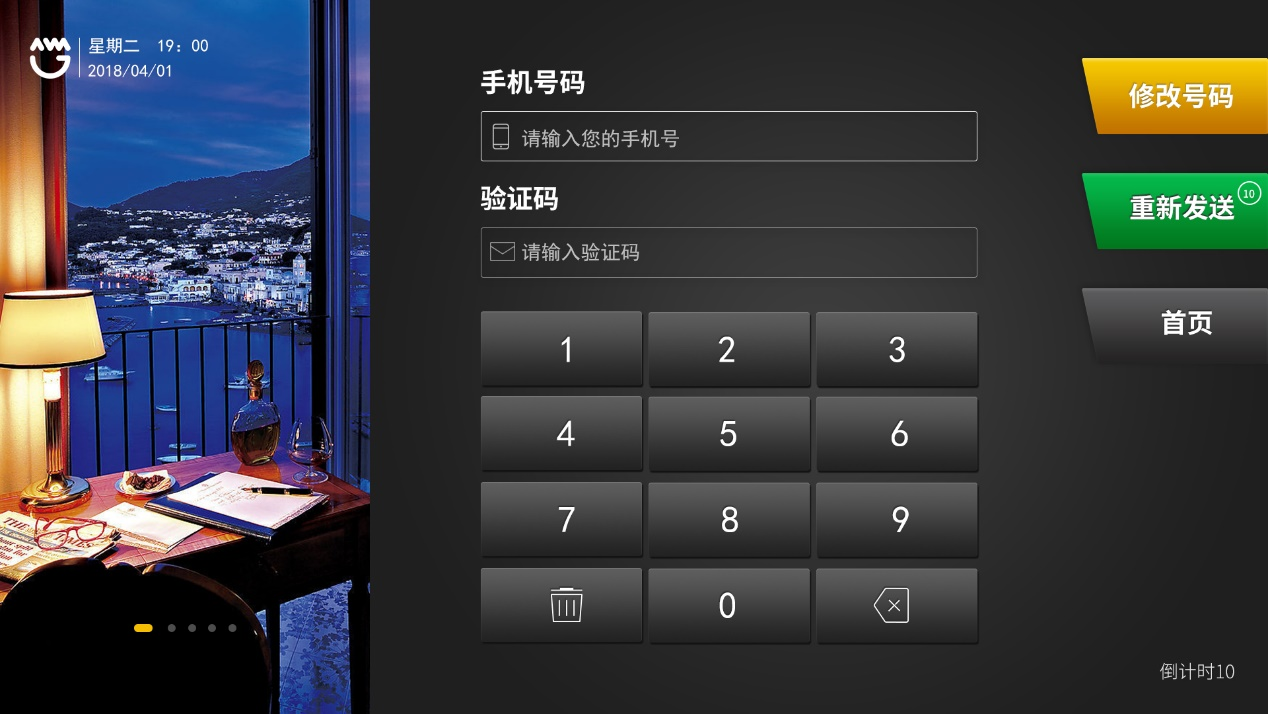 星期二 19：00
2018/04/01
手机号码
请输入您的手机号
验证码
请输入验证码
1 2 3
4 5 6
7 8 9
0
修改号码
重新发送 10
首页
倒计时10
THE
TIMES